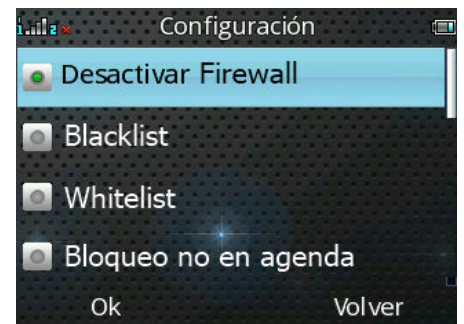 Configuración
Desactivar Firewall
Blacklist
Whitelist
Bloqueo no en agenda
Ok Volver